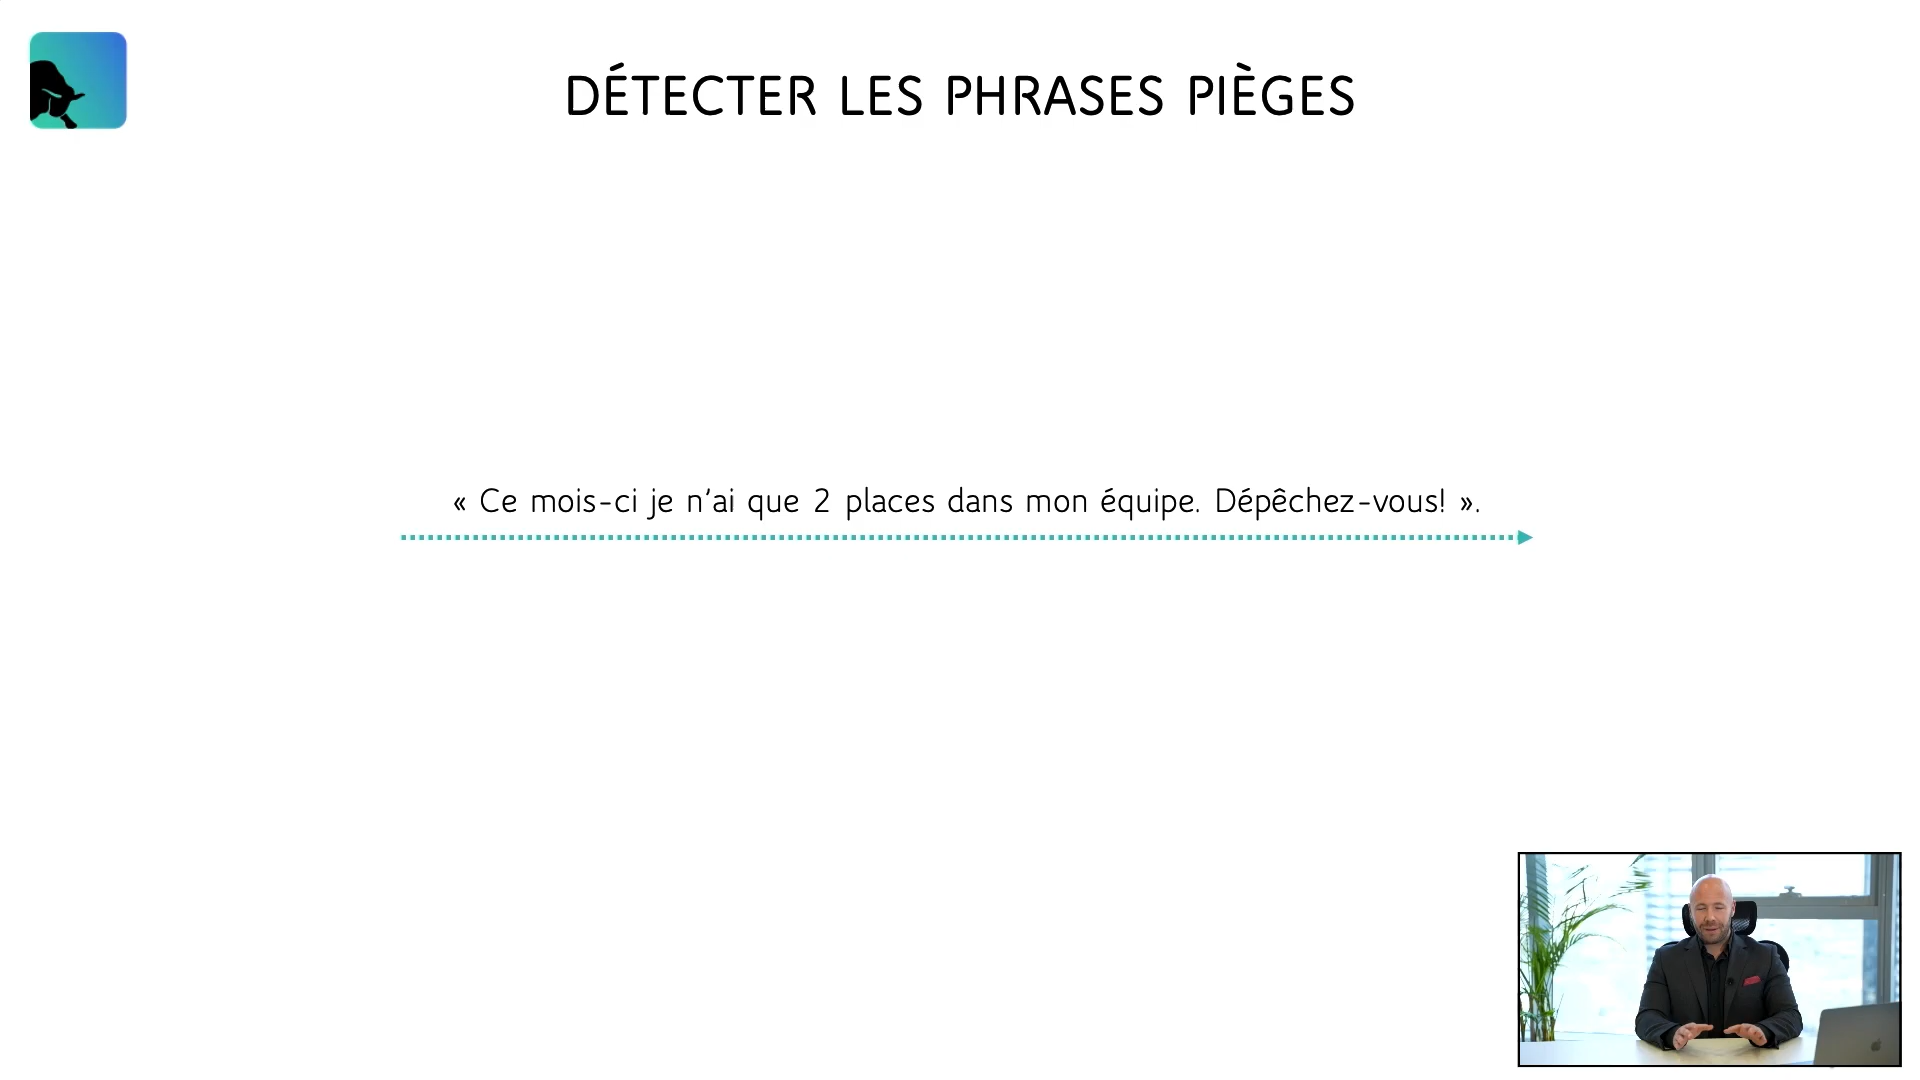 DÉTECTER LES PHRASES PIÈGES
« Ce mois-ci je n’ai que 2 places dans mon équipe. Dépêchez-vous! ».